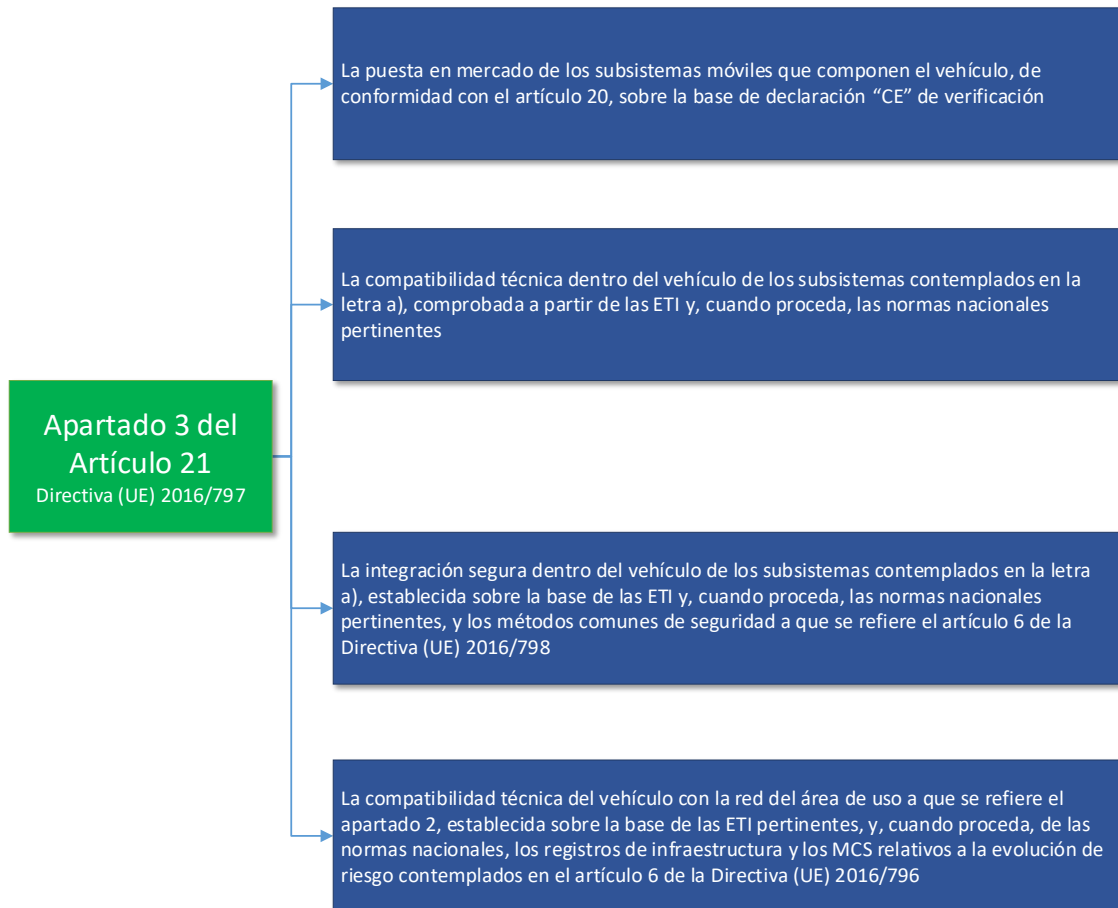 La puesta en mercado de los subsistemas móviles que componen el vehículo, de
conformidad con el artículo 20, sobre la base de declaración “CE” de verificación
La compatibilidad técnica dentro del vehículo de los subsistemas contemplados en la
letra a), comprobada a partir de las ETI y, cuando proceda, las normas nacionales
pertinentes
Apartado 3 del
Artículo 21
Directiva (UE) 2016/797
La integración segura dentro del vehículo de los subsistemas contemplados en la letra
a), establecida sobre la base de las ETI y, cuando proceda, las normas nacionales
pertinentes, y los métodos comunes de seguridad a que se refiere el artículo 6 de la
Directiva (UE) 2016/798
La compatibilidad técnica del vehículo con la red del área de uso a que se refiere el
apartado 2, establecida sobre la base de las ETI pertinentes, y, cuando proceda, de las
normas nacionales, los registros de infraestructura y los MCS relativos a la evolución de
riesgo contemplados en el artículo 6 de la Directiva (UE) 2016/796